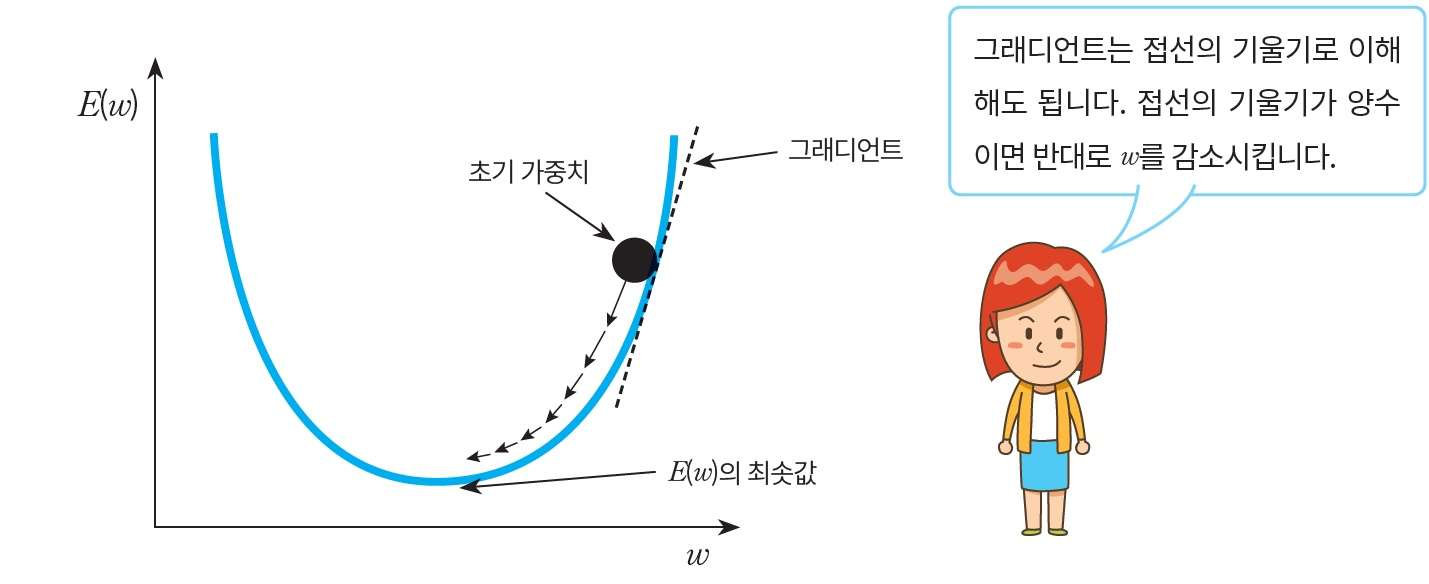 그래디언트는 접선의 기울기로 이해
해도 됩니다. 접선의 기울기가 양수
이면 반대로 w를 감소시킵니다.
E(w)
초기 가중치
그래디언트
E(w)의 최솟값
w